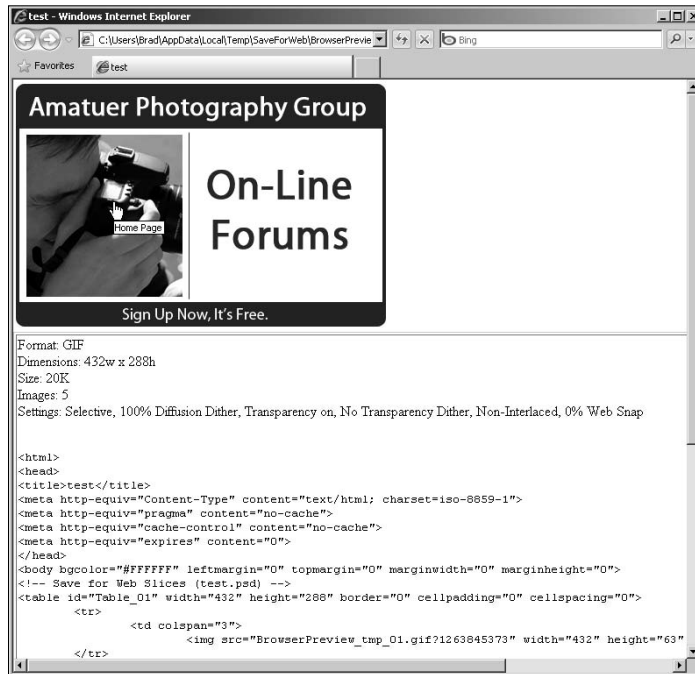 test - Windows Internet Explorer
C:\Users\Brad\AppData\Local\Temp\SaveForWeb\BrowserPrevie
Bing
Favorites
test
Amatuer Photography Group
On-Line
Forums
Home Page
Sign Up Now, It's Free.
Format: GIF
Dimensions: 432w x 288h
Size: 20K
Images: 5
Settings: Selective, 100% Diffusion Dither, Transparency on, No Transparency Dither, Non-Interlaced, 0% Web Snap
<html>
<head>
<title>test</title>
<meta http-equiv="Content-Type" content="text/html; charset=iso-8859-1">
<meta http-equiv="pragma" content="no-cache">
<meta http-equiv="cache-control" content="no-cache">
<meta http-equiv="expires" content="0">
</head>
<body bgcolor="#FFFFFF" leftmargin="0" topmargin="0" marginwidth="0" marginheight="0">
<!-- Save for Web Slices (test.psd) -->
<table id="Table_01" width="432" height="288" border="0" cellpadding="0" cellspacing="0">
<tr>
<td colspan="3">
<img src="BrowserPreview_tmp_01.gif?1263845373" width="432" height="63"
</tr>